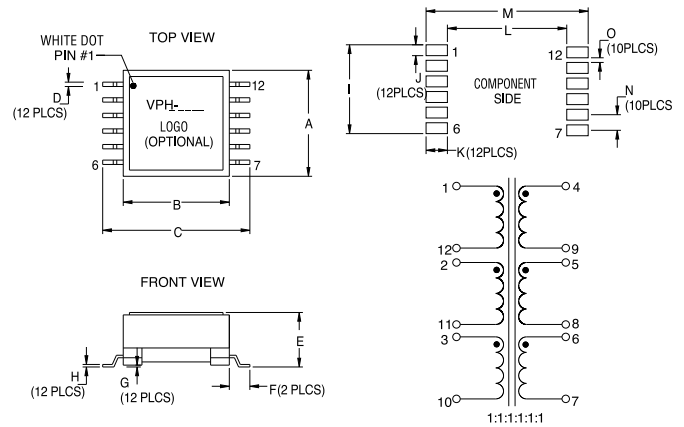 WHITE DOT
PIN #1
TOP VIEW
1
12
D
(12 PLCS)
VPH-____
LOGO
(OPTIONAL)
A
6
7
B
C
M
L
O
(10PLCS)
1
12
I
J
(12PLCS)
COMPONENT
SIDE
N
(10PLCS
6
7
K(12PLCS)
FRONT VIEW
E
H
(12 PLCS)
G
(12 PLCS)
F(2 PLCS)
1
4
12
9
2
5
11
8
3
6
10
7
1:1:1:1:1:1